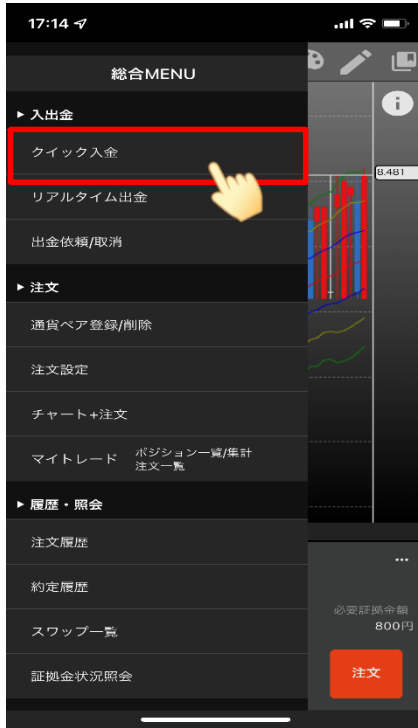 17:14
総合MENU
▶ 入出金
クイック入金
8.481
リアルタイム出金
出金依頼/取消
▶ 注文
通貨ペア登録/削除
注文設定
チャート+注文
マイトレード ポジション一覧/集計
注文一覧
▶ 履歴・照会
注文履歴
約定履歴
必要証拠金額
800円
スワップ一覧
証拠金状況照会
注文